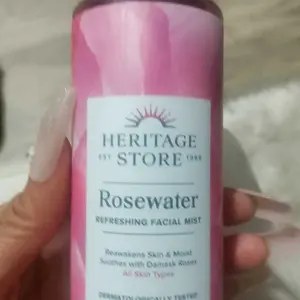 HERITAGE
EST 1969
STORE
Rosewater
REFRESHING FACIAL MIST
Reawakens Skin & Mood
Soothes with Damask Roses
All Skin Types
DERMATOLOGICALLY TESTED